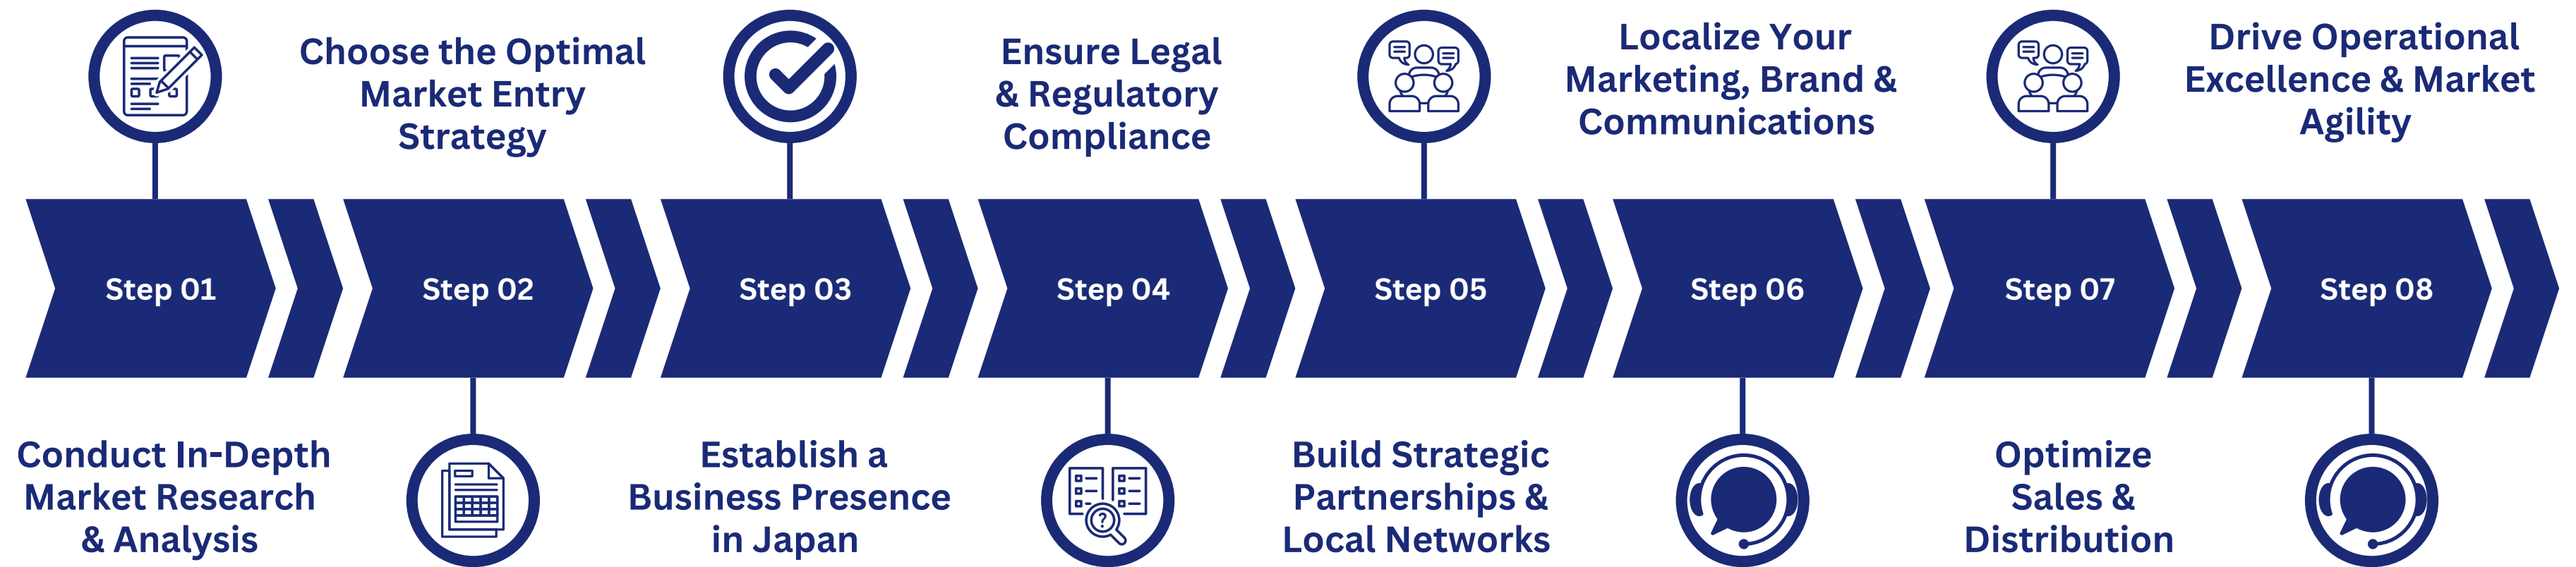 Choose the Optimal
Market Entry
Strategy
Ensure Legal
& Regulatory
Compliance
Localize Your
Marketing, Brand &
Communications
Drive Operational
Excellence & Market
Agility
Step 01
Step 02
Step 03
Step 04
Step 05
Step 06
Step 07
Step 08
Conduct In-Depth
Market Research
& Analysis
Establish a
Business Presence
in Japan
?
Build Strategic
Partnerships &
Local Networks
Optimize
Sales &
Distribution